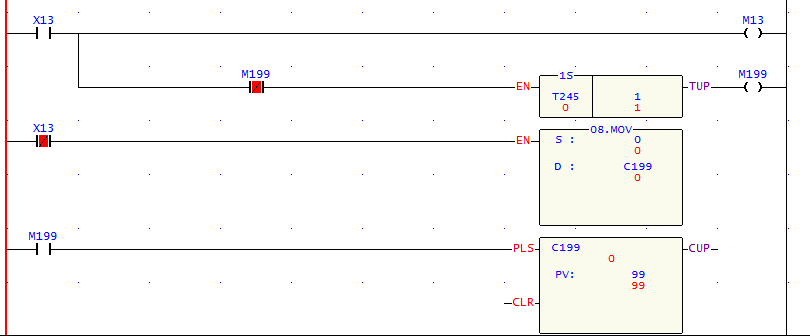 X13 M13
M199 1S M199
EN T245 1 TUP
0 1
X13 08.MOV
EN S : 0
0
D : C199
0
M199
PLS C199 CUP
0
PV: 99
99
CLR